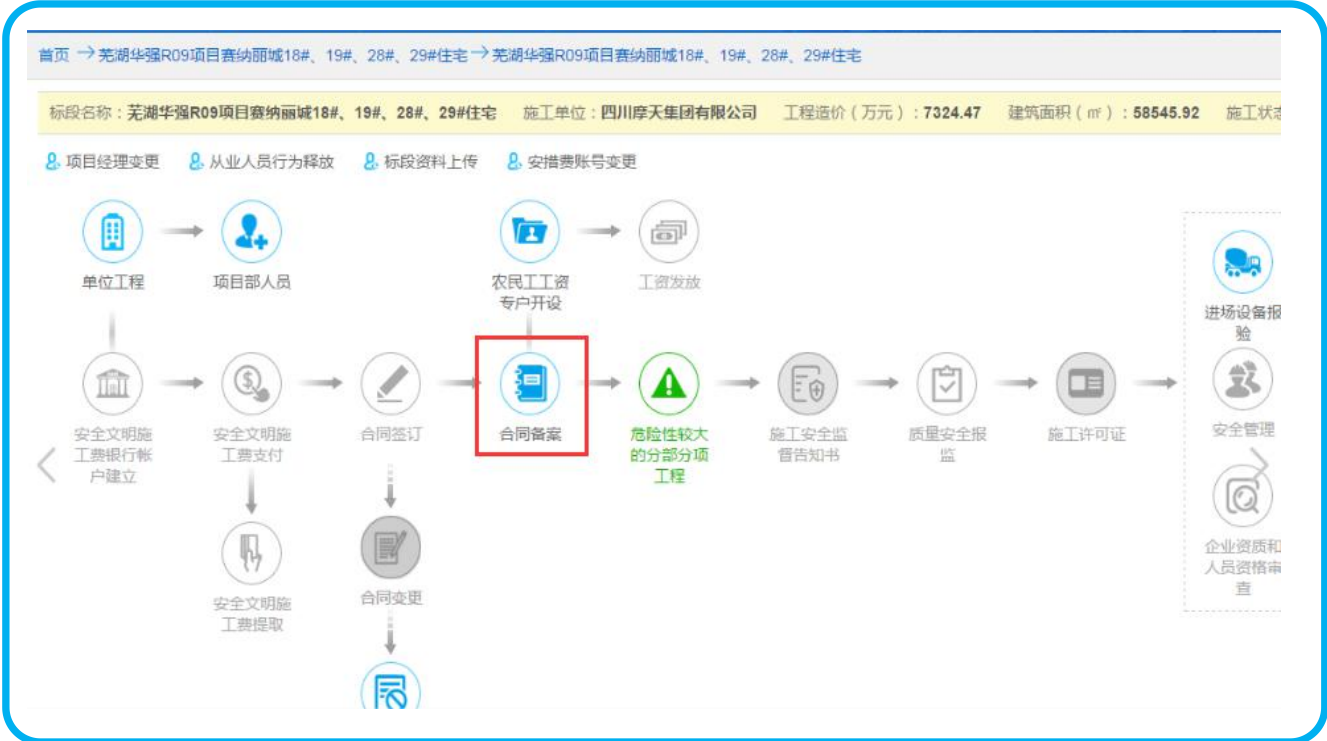 首页 → 芜湖华强R09项目赛纳丽城18#、19#、28#、29#住宅 → 芜湖华强R09项目赛纳丽城18#、19#、28#、29#住宅
标段名称：芜湖华强R09项目赛纳丽城18#、19#、28#、29#住宅 施工单位：四川摩天集团有限公司 工程造价（万元）：7324.47 建筑面积（㎡）：58545.92 施工状态
项目经理变更 从业人员行为释放 标段资料上传 安措费账号变更
单位工程
项目部人员
农民工工资
专户开设
工资发放
进场设备报
验
安全文明施
工费银行帐
户建立
安全文明施
工费支付
合同签订
合同备案
危险性较大
的分部分项
工程
施工安全监
督告知书
质量安全报
监
施工许可证
安全管理
安全文明施
工费提取
合同变更
企业资质和
人员资格审
查